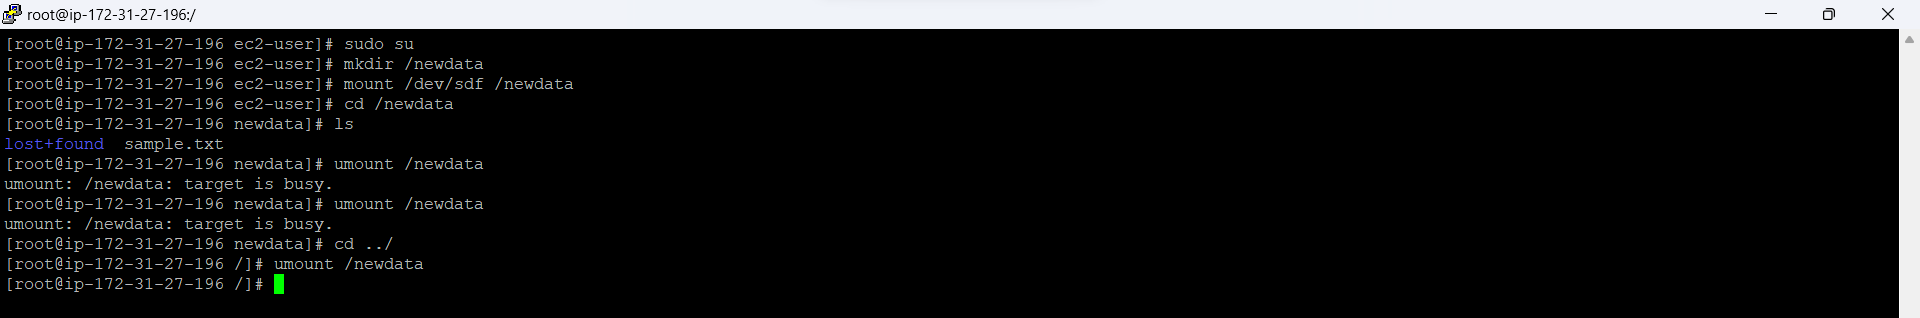 root@ip-172-31-27-196:/
[root@ip-172-31-27-196 ec2-user]# sudo su
[root@ip-172-31-27-196 ec2-user]# mkdir /newdata
[root@ip-172-31-27-196 ec2-user]# mount /dev/sdf /newdata
[root@ip-172-31-27-196 ec2-user]# cd /newdata
[root@ip-172-31-27-196 newdata]# ls
lost+found  sample.txt
[root@ip-172-31-27-196 newdata]# umount /newdata
umount: /newdata: target is busy.
[root@ip-172-31-27-196 newdata]# umount /newdata
umount: /newdata: target is busy.
[root@ip-172-31-27-196 newdata]# cd ../
[root@ip-172-31-27-196 /]# umount /newdata
[root@ip-172-31-27-196 /]#